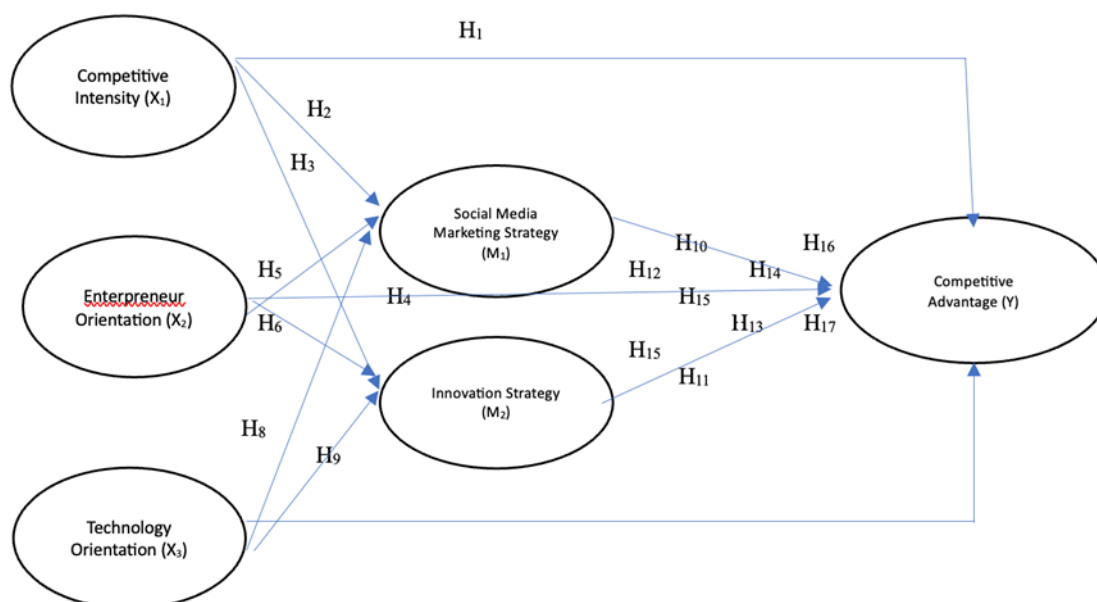 H₁
Competitive
Intensity (X₁)
H₂
H₃
Social Media
Marketing Strategy
(M₁)
H₁₀
H₁₆
H₅
H₁₂
H₁₄
Enterpreneur
Orientation (X₂)
H₄
H₁₅
Competitive
Advantage (Y)
H₆
H₁₃
H₁₇
H₁₅
H₁₁
Innovation Strategy
(M₂)
H₈
H₉
Technology
Orientation (X₃)